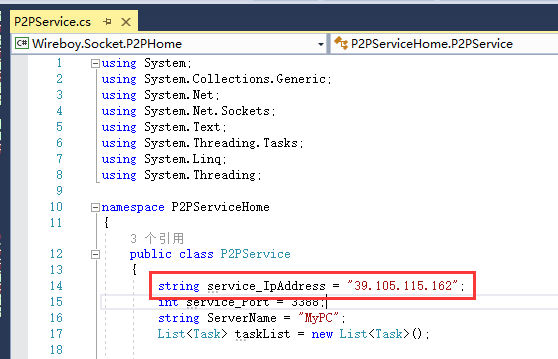 P2PService.cs
Wireboy.Socket.P2PHome
P2PServiceHome.P2PService
1 using System;
2 using System.Collections.Generic;
3 using System.Net;
4 using System.Net.Sockets;
5 using System.Text;
6 using System.Threading.Tasks;
7 using System.Linq;
8 using System.Threading;
9
10 namespace P2PServiceHome
11 {
3 个引用
12 public class P2PService
13 {
14 string service_IpAddress = "39.105.115.162";
15 int service_Port = 3388;
16 string ServerName = "MyPC";
17 List<Task> taskList = new List<Task>();
18